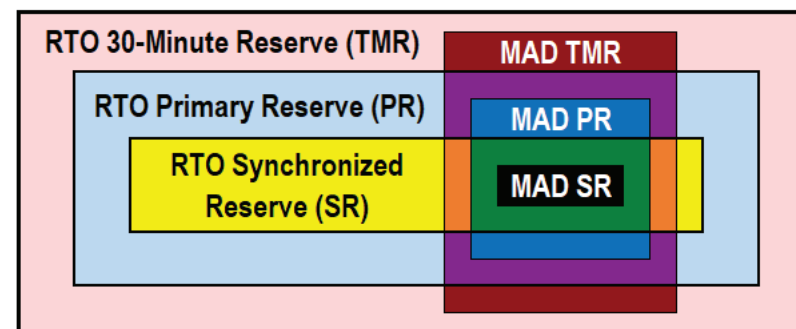 RTO 30-Minute Reserve (TMR)
MAD TMR
RTO Primary Reserve (PR)
MAD PR
RTO Synchronized
Reserve (SR)
MAD SR